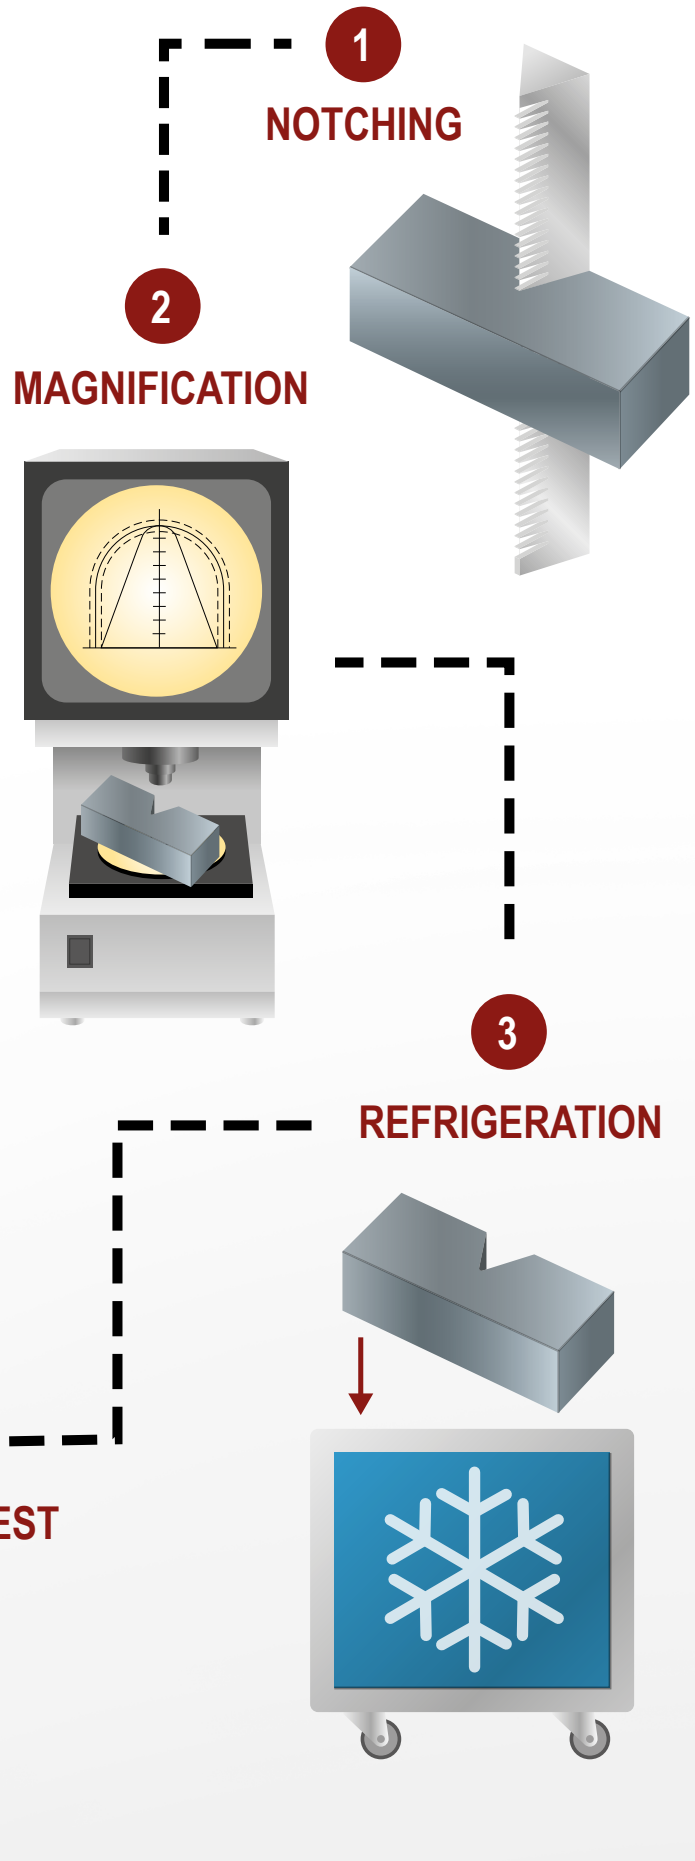 1
NOTCHING
2
MAGNIFICATION
3
REFRIGERATION
EST